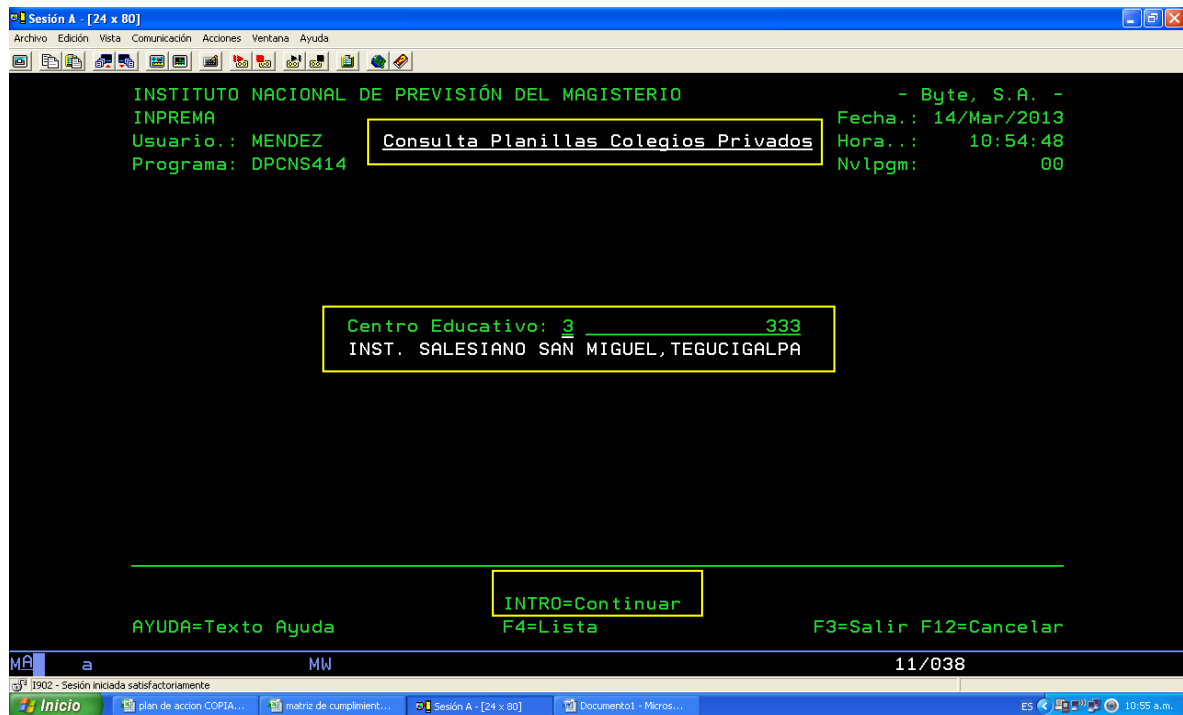 Sesión A - [24 x 80]
Archivo Edición Vista Comunicación Acciones Ventana Ayuda
INSTITUTO NACIONAL DE PREVISIÓN DEL MAGISTERIO - Byte, S.A. -
INPREMA Fecha.: 14/Mar/2013
Usuario.: MENDEZ Consulta Planillas Colegios Privados Hora..: 10:54:48
Programa: DPCNS414 Nvlpgm: 00
Centro Educativo: 3 333
INST. SALESIANO SAN MIGUEL,TEGUCIGALPA
INTRO=Continuar
AYUDA=Texto Ayuda F4=Lista F3=Salir F12=Cancelar
MA a MW 11/038
I902 - Sesión iniciada satisfactoriamente
Inicio plan de accion COPIA... matriz de cumplimient... Sesión A - [24 x 80] Documento1 - Micros... ES 10:55 a.m.